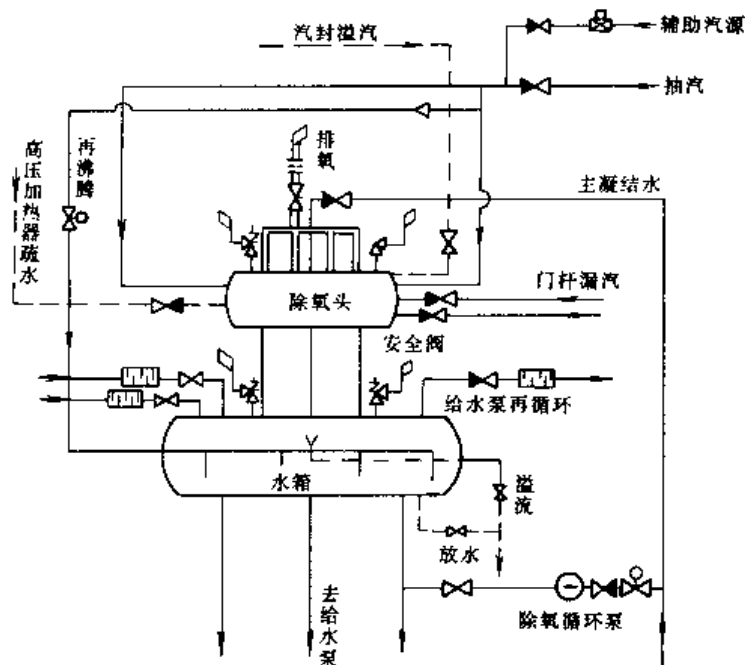 辅助汽源
汽封溢汽
抽汽
再沸腾
排氧
高压加热器疏水
主凝结水
门杆漏汽
除氧头
安全阀
给水泵再循环
水箱
溢流
放水
去给水泵
除氧循环泵